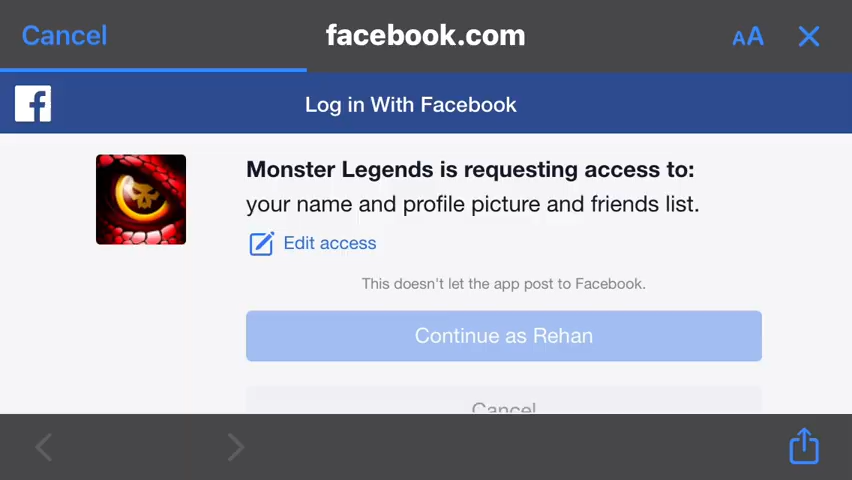 Cancel
facebook.com
AA
Log in With Facebook
Monster Legends is requesting access to:
your name and profile picture and friends list.
Edit access
This doesn't let the app post to Facebook.
Continue as Rehan
Cancel